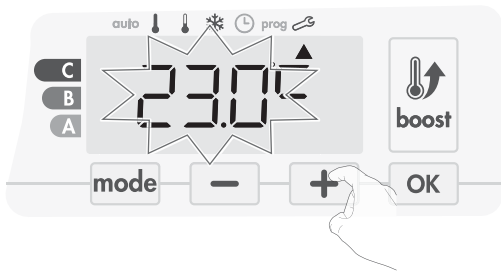 auto prog
C
B
A
23.0°C
boost
mode − + OK